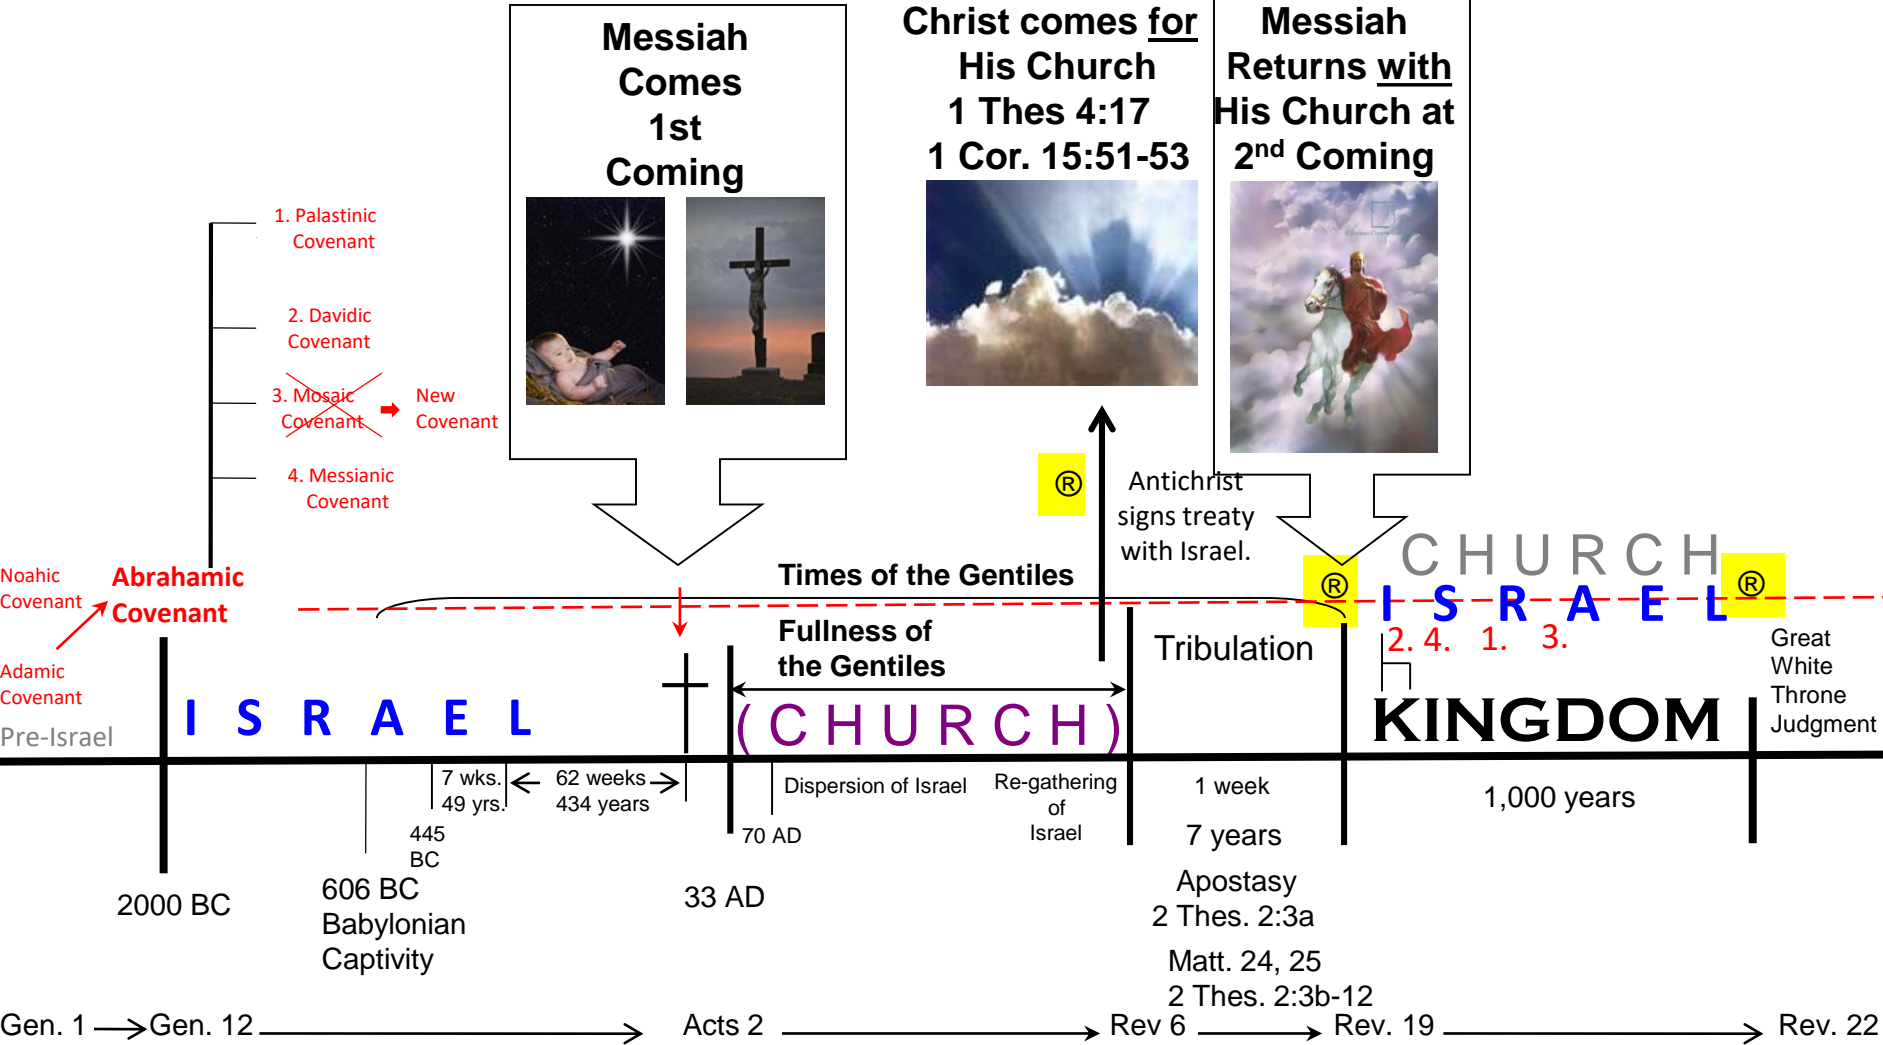 Messiah
Comes
1st
Coming
Christ comes for
His Church
1 Thes 4:17
1 Cor. 15:51-53
Messiah
Returns with
His Church at
2nd Coming
1. Palastinic
Covenant
2. Davidic
Covenant
3. Mosaic
Covenant
New
Covenant
4. Messianic
Covenant
®
Antichrist
signs treaty
with Israel.
Noahic
Covenant
Abrahamic
Covenant
Adamic
Covenant
Pre-Israel
ISRAEL
Times of the Gentiles
Fullness of
the Gentiles
(CHURCH)
Tribulation
®
CHURCH
ISRAEL
®
2. 4. 1. 3.
KINGDOM
Great
White
Throne
Judgment
7 wks.
49 yrs.
62 weeks
434 years
445
BC
606 BC
Babylonian
Captivity
2000 BC
33 AD
70 AD
Dispersion of Israel
Re-gathering
of
Israel
1 week
7 years
1,000 years
Apostasy
2 Thes. 2:3a
Matt. 24, 25
2 Thes. 2:3b-12
Gen. 1 Gen. 12 Acts 2 Rev 6 Rev. 19 Rev. 22